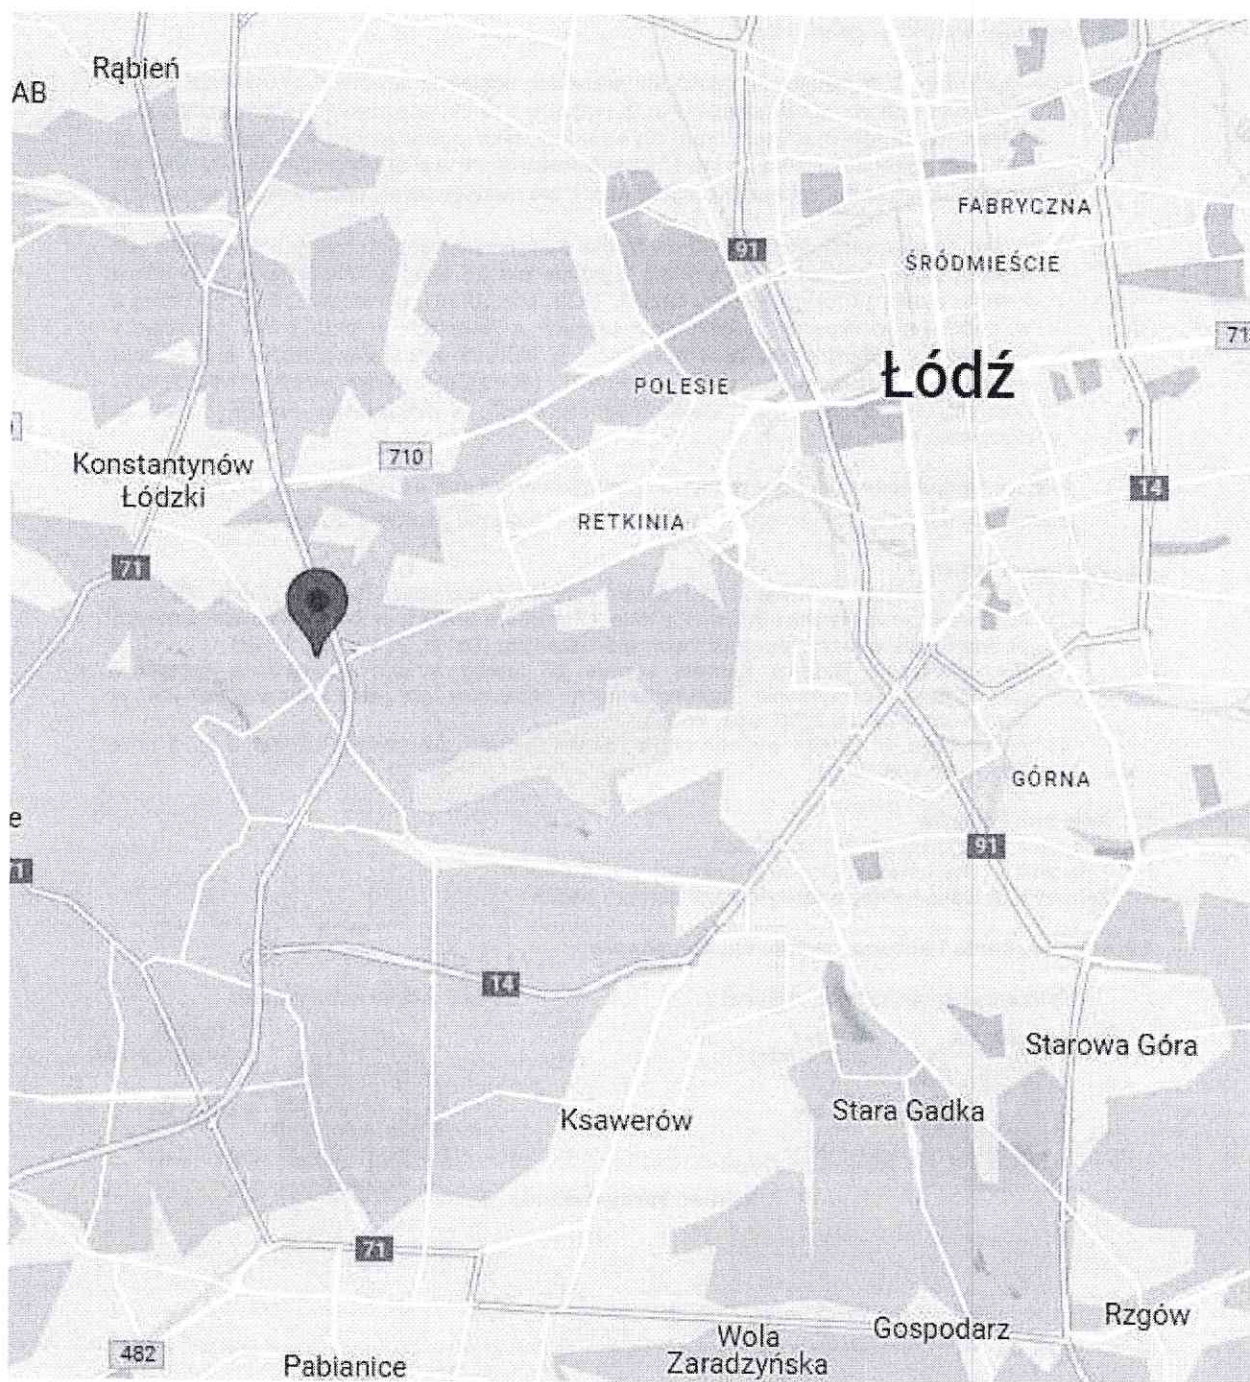 Rąbień
AB
FABRYCZNA
91
ŚRÓDMIEŚCIE
71
Łódź
POLESIE
710
Konstantynów
Łódzki
14
RETKINIA
71
GÓRNA
e
91
71
14
Starowa Góra
Stara Gadka
Ksawerów
71
Rzgów
Gospodarz
Wola
Zaradzyńska
482
Pabianice